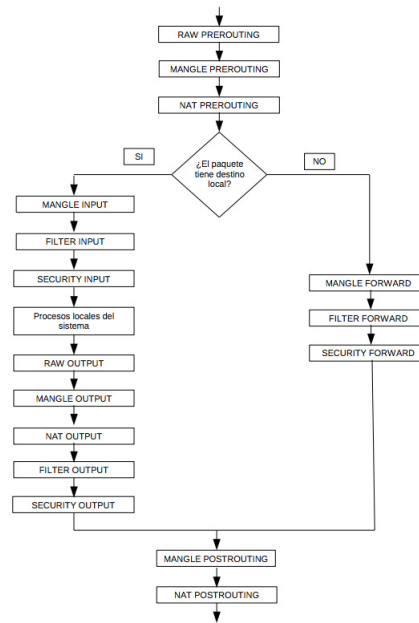 RAW PREROUTING
MANGLE PREROUTING
NAT PREROUTING
¿El paquete
tiene destino
local?
SI
NO
MANGLE INPUT
FILTER INPUT
SECURITY INPUT
Procesos locales del
sistema
RAW OUTPUT
MANGLE OUTPUT
NAT OUTPUT
FILTER OUTPUT
SECURITY OUTPUT
MANGLE FORWARD
FILTER FORWARD
SECURITY FORWARD
MANGLE POSTROUTING
NAT POSTROUTING